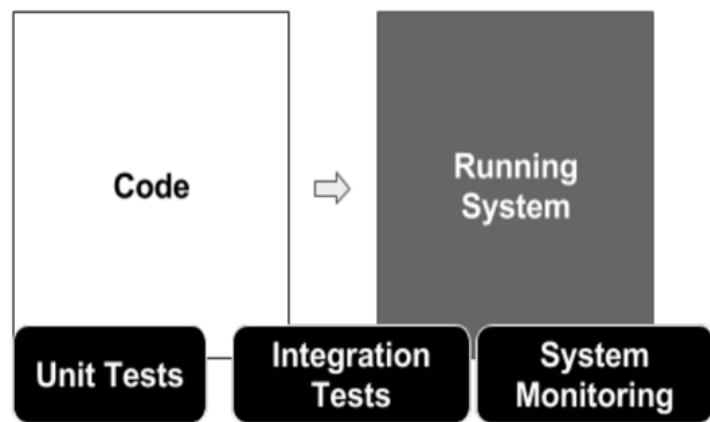 Code
Running
System
Unit Tests
Integration
Tests
System
Monitoring